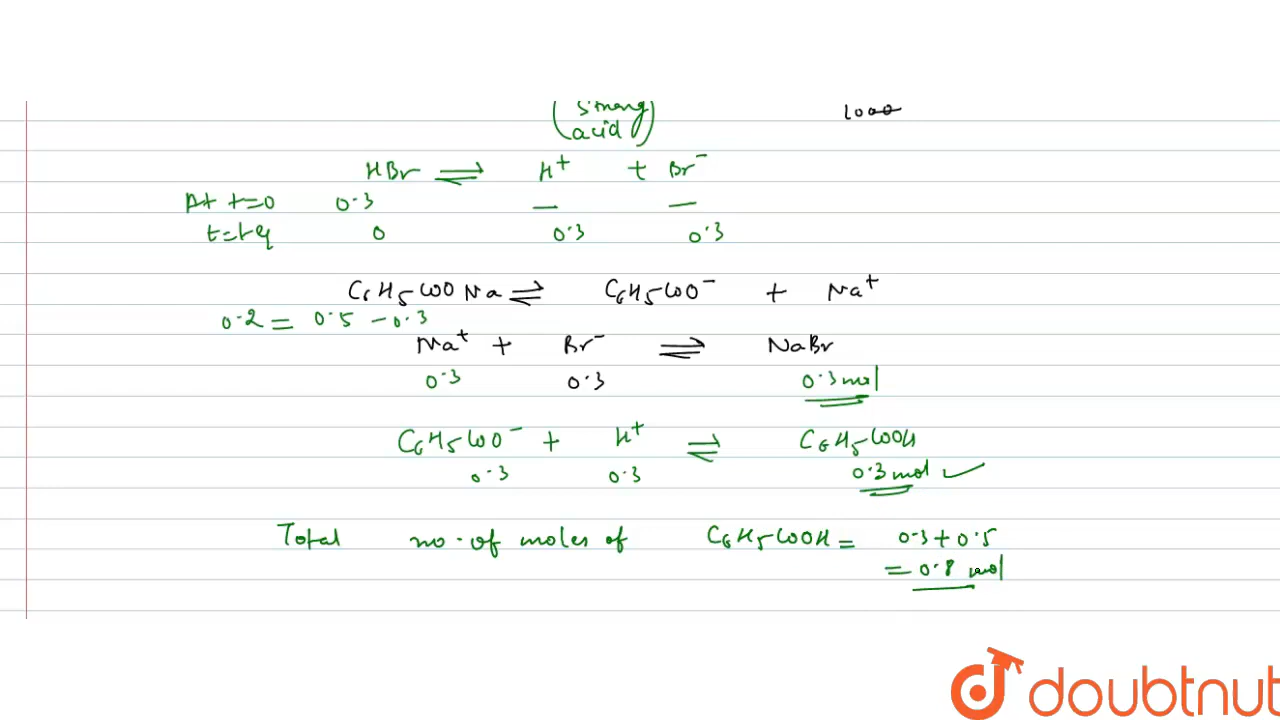 (strong 1000
acid)
HBr ⇌ H⁺ + Br⁻
At t=0 0.3 — —
t=teq 0 0.3 0.3
C₆H₅COO Na ⇌ C₆H₅COO⁻ + Na⁺
0.2 = 0.5 - 0.3
Na⁺ + Br⁻ ⇌ NaBr
0.3 0.3 0.3 mol
C₆H₅COO⁻ + H⁺ ⇌ C₆H₅COOH
0.3 0.3 0.3 mol ✓
Total no. of moles of C₆H₅COOH = 0.3 + 0.5
= 0.8 mol
doubtnut